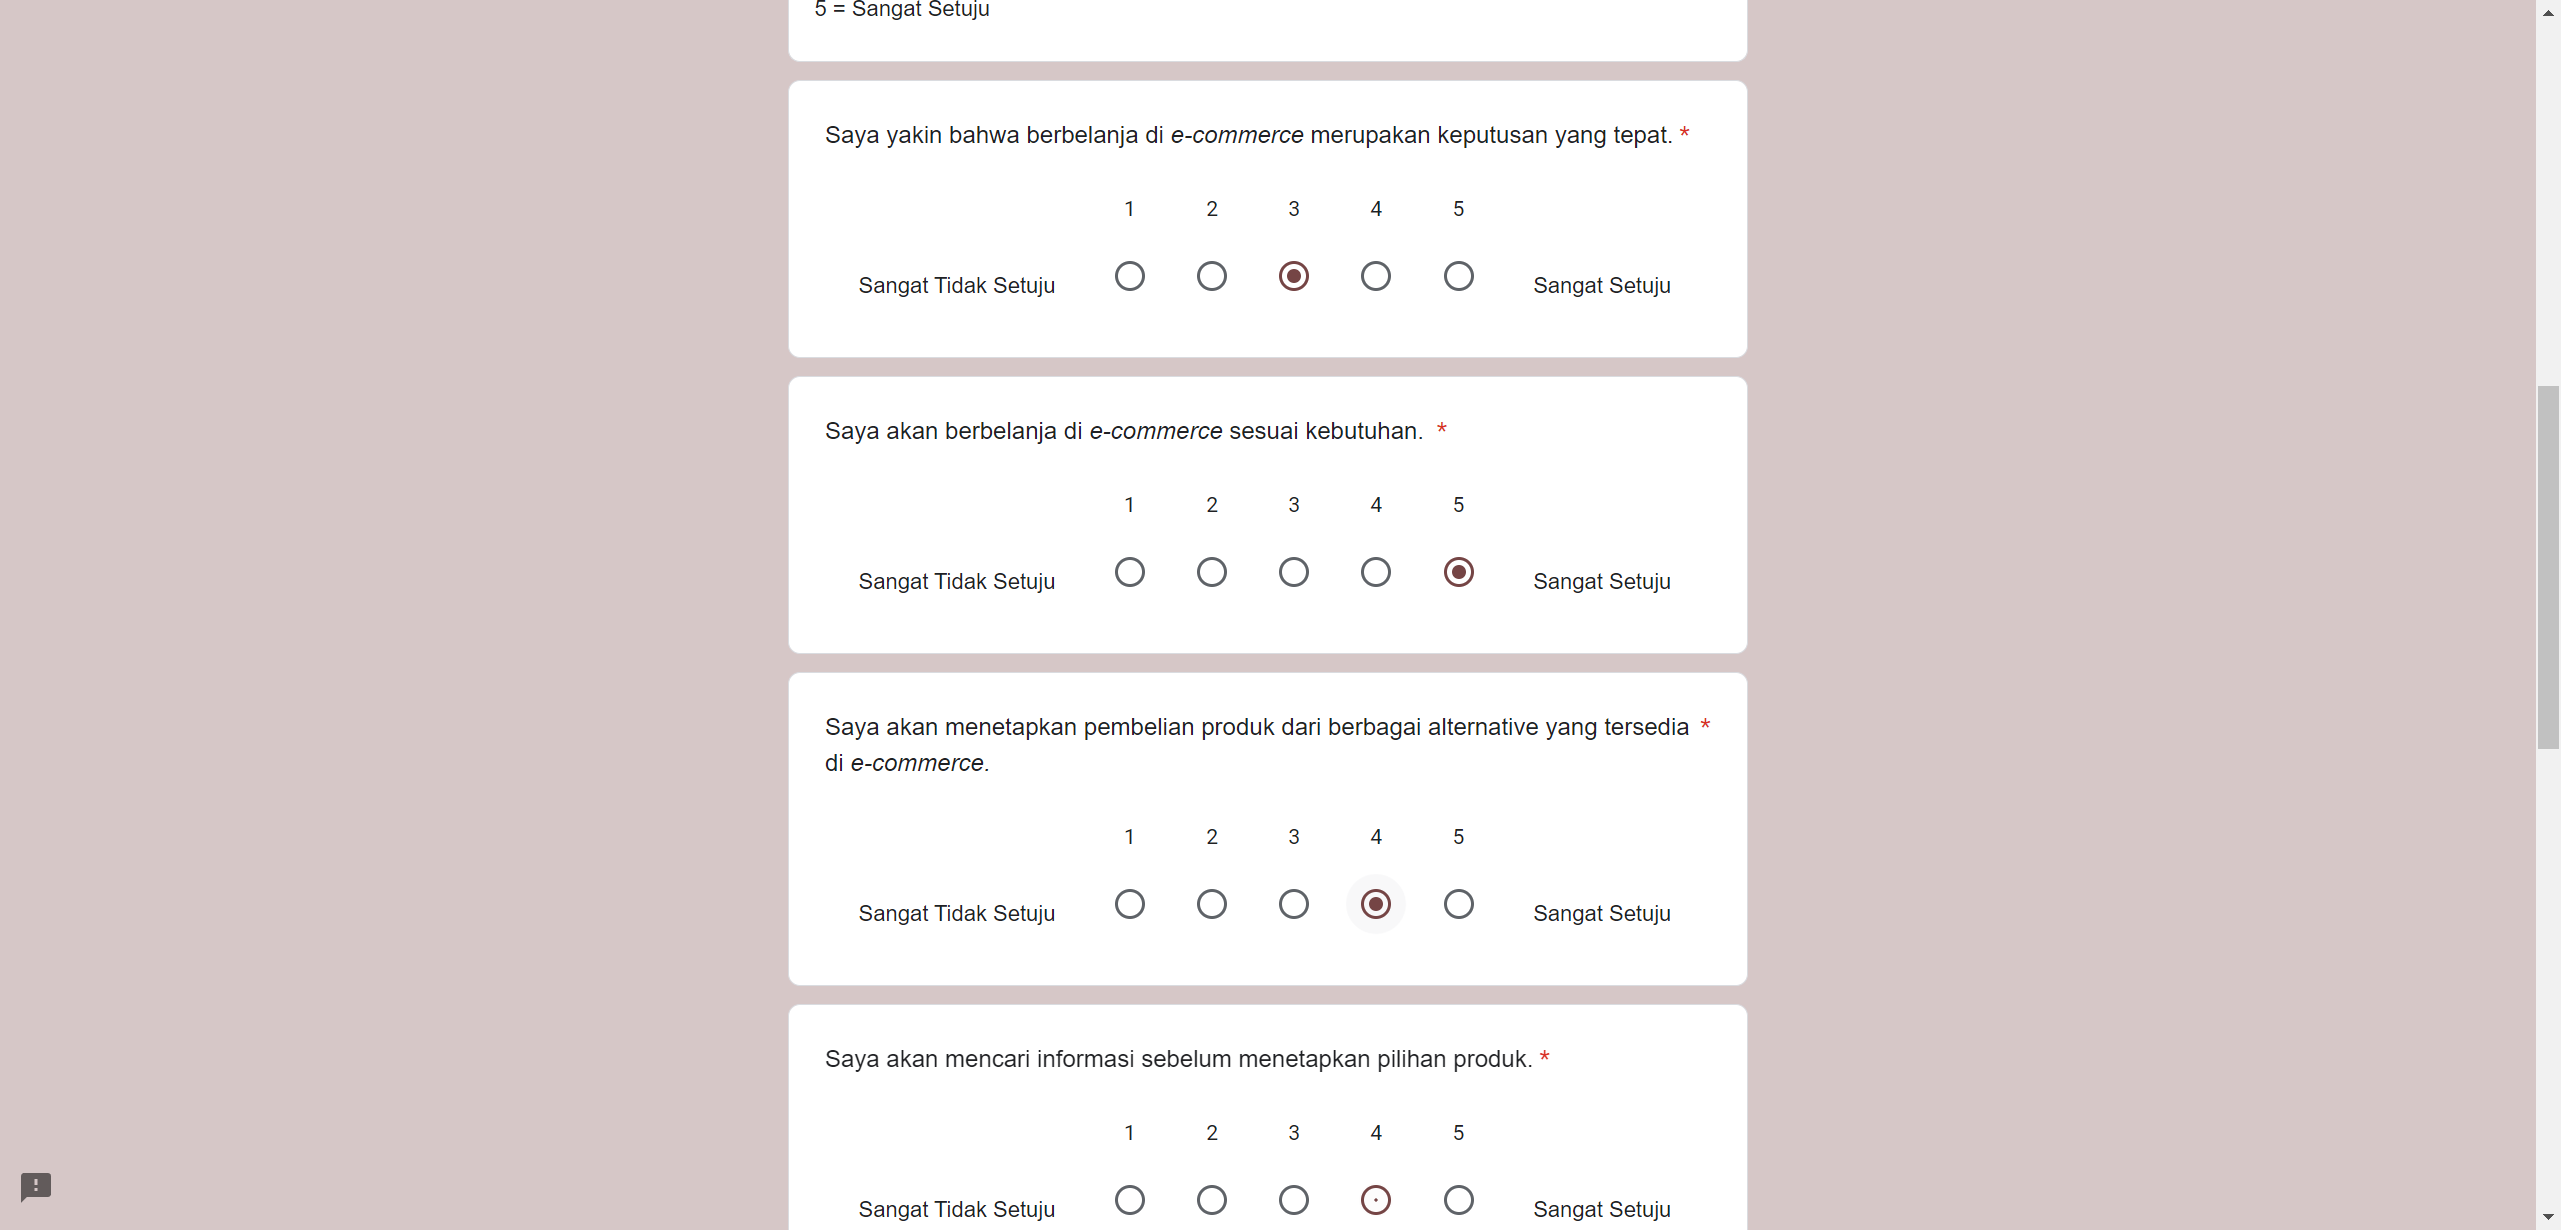 5 = Sangat Setuju
Saya yakin bahwa berbelanja di e-commerce merupakan keputusan yang tepat. *
1 2 3 4 5
Sangat Tidak Setuju Sangat Setuju
Saya akan berbelanja di e-commerce sesuai kebutuhan. *
1 2 3 4 5
Sangat Tidak Setuju Sangat Setuju
Saya akan menetapkan pembelian produk dari berbagai alternative yang tersedia *
di e-commerce.
1 2 3 4 5
Sangat Tidak Setuju Sangat Setuju
Saya akan mencari informasi sebelum menetapkan pilihan produk. *
1 2 3 4 5
Sangat Tidak Setuju Sangat Setuju